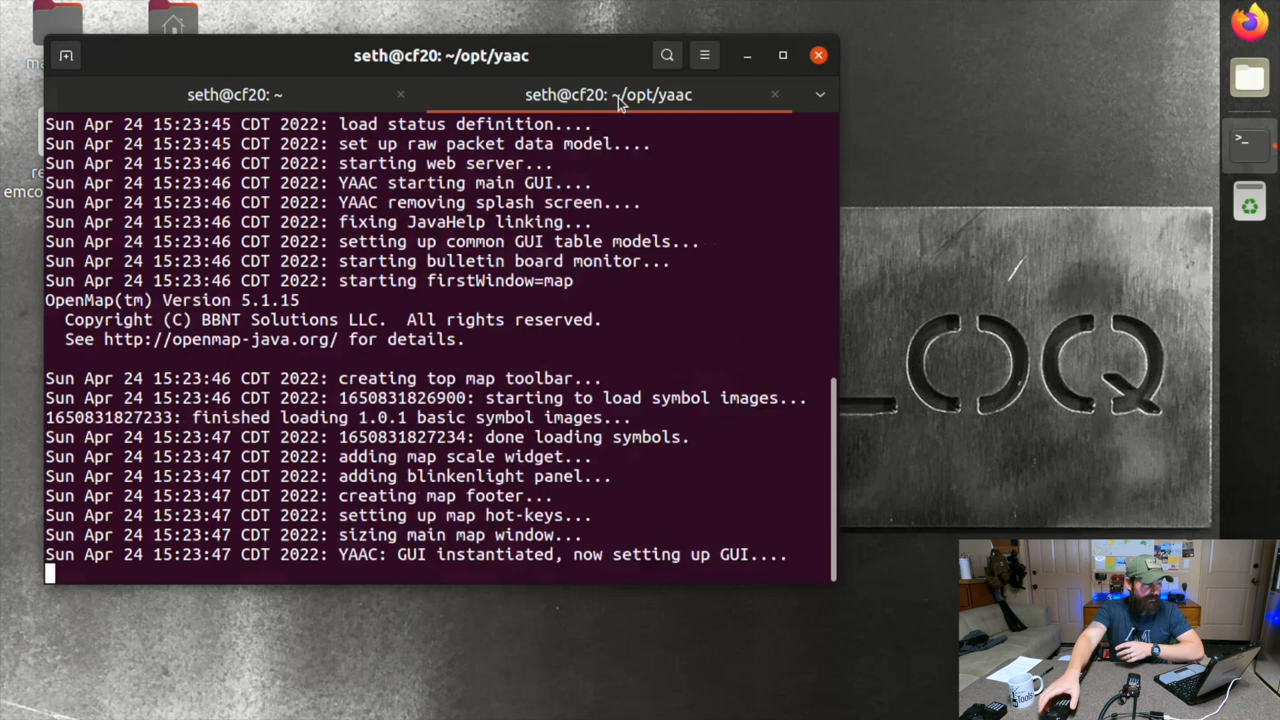 seth@cf20: ~/opt/yaac
seth@cf20: ~
seth@cf20: ~/opt/yaac
Sun Apr 24 15:23:45 CDT 2022: load status definition....
Sun Apr 24 15:23:45 CDT 2022: set up raw packet data model....
Sun Apr 24 15:23:46 CDT 2022: starting web server...
Sun Apr 24 15:23:46 CDT 2022: YAAC starting main GUI....
Sun Apr 24 15:23:46 CDT 2022: YAAC removing splash screen....
Sun Apr 24 15:23:46 CDT 2022: fixing JavaHelp linking...
Sun Apr 24 15:23:46 CDT 2022: setting up common GUI table models...
Sun Apr 24 15:23:46 CDT 2022: starting bulletin board monitor...
Sun Apr 24 15:23:46 CDT 2022: starting firstWindow=map
OpenMap(tm) Version 5.1.15
Copyright (C) BBNT Solutions LLC.  All rights reserved.
See http://openmap-java.org/ for details.
Sun Apr 24 15:23:46 CDT 2022: creating top map toolbar...
Sun Apr 24 15:23:46 CDT 2022: 1650831826900: starting to load symbol images...
1650831827233: finished loading 1.0.1 basic symbol images...
Sun Apr 24 15:23:47 CDT 2022: 1650831827234: done loading symbols.
Sun Apr 24 15:23:47 CDT 2022: adding map scale widget...
Sun Apr 24 15:23:47 CDT 2022: adding blinkenlight panel...
Sun Apr 24 15:23:47 CDT 2022: creating map footer...
Sun Apr 24 15:23:47 CDT 2022: setting up map hot-keys...
Sun Apr 24 15:23:47 CDT 2022: sizing main map window...
Sun Apr 24 15:23:47 CDT 2022: YAAC: GUI instantiated, now setting up GUI....
OQ
Tools